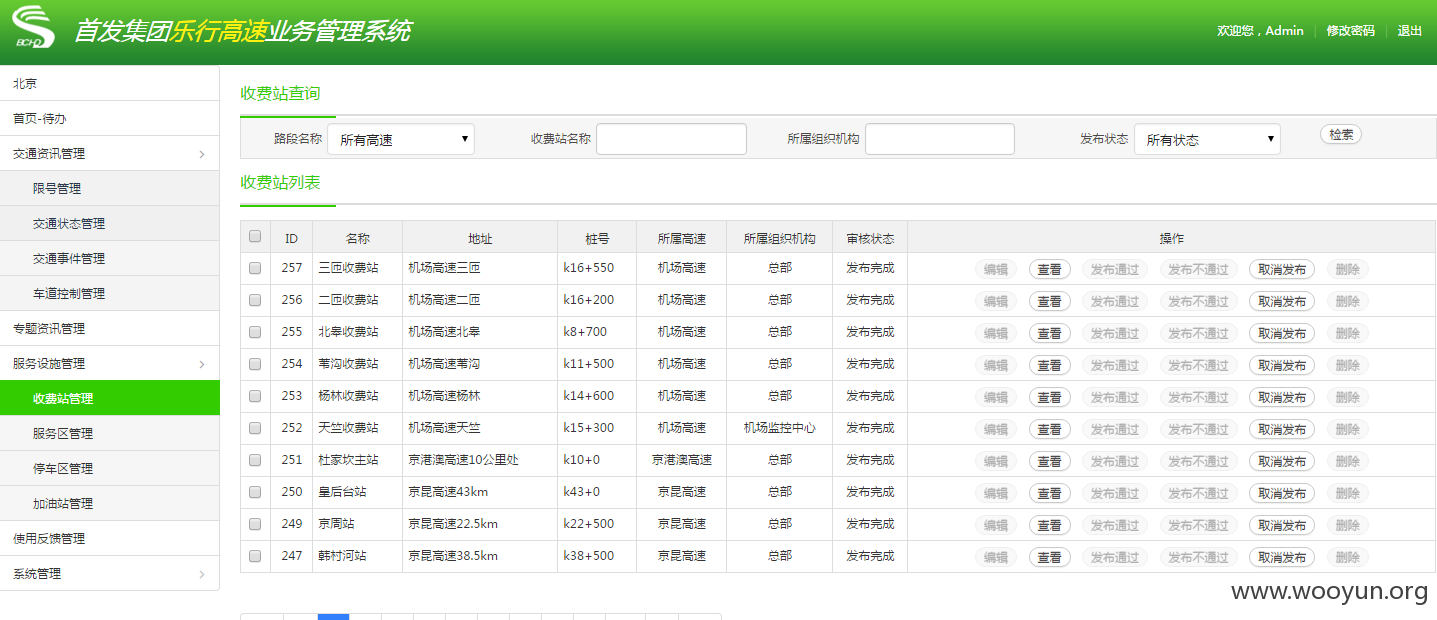 BCHD 首发集团乐行高速业务管理系统 欢迎您，Admin 修改密码 退出
北京
首页-待办
交通资讯管理
限号管理
交通状态管理
交通事件管理
车道控制管理
专题资讯管理
服务设施管理
收费站管理
服务区管理
停车区管理
加油站管理
使用反馈管理
系统管理
收费站查询
路段名称 所有高速 收费站名称 所属组织机构 发布状态 所有状态 检索
收费站列表
ID 名称 地址 桩号 所属高速 所属组织机构 审核状态 操作
257 三匝收费站 机场高速三匝 k16+550 机场高速 总部 发布完成 编辑 查看 发布通过 发布不通过 取消发布 删除
256 二匝收费站 机场高速二匝 k16+200 机场高速 总部 发布完成 编辑 查看 发布通过 发布不通过 取消发布 删除
255 北皋收费站 机场高速北皋 k8+700 机场高速 总部 发布完成 编辑 查看 发布通过 发布不通过 取消发布 删除
254 苇沟收费站 机场高速苇沟 k11+500 机场高速 总部 发布完成 编辑 查看 发布通过 发布不通过 取消发布 删除
253 杨林收费站 机场高速杨林 k14+600 机场高速 总部 发布完成 编辑 查看 发布通过 发布不通过 取消发布 删除
252 天竺收费站 机场高速天竺 k15+300 机场高速 机场监控中心 发布完成 编辑 查看 发布通过 发布不通过 取消发布 删除
251 杜家坎主站 京港澳高速10公里处 k10+0 京港澳高速 总部 发布完成 编辑 查看 发布通过 发布不通过 取消发布 删除
250 皇后台站 京昆高速43km k43+0 京昆高速 总部 发布完成 编辑 查看 发布通过 发布不通过 取消发布 删除
249 京周站 京昆高速22.5km k22+500 京昆高速 总部 发布完成 编辑 查看 发布通过 发布不通过 取消发布 删除
247 韩村河站 京昆高速38.5km k38+500 京昆高速 总部 发布完成 编辑 查看 发布通过 发布不通过 取消发布 删除
www.wooyun.org